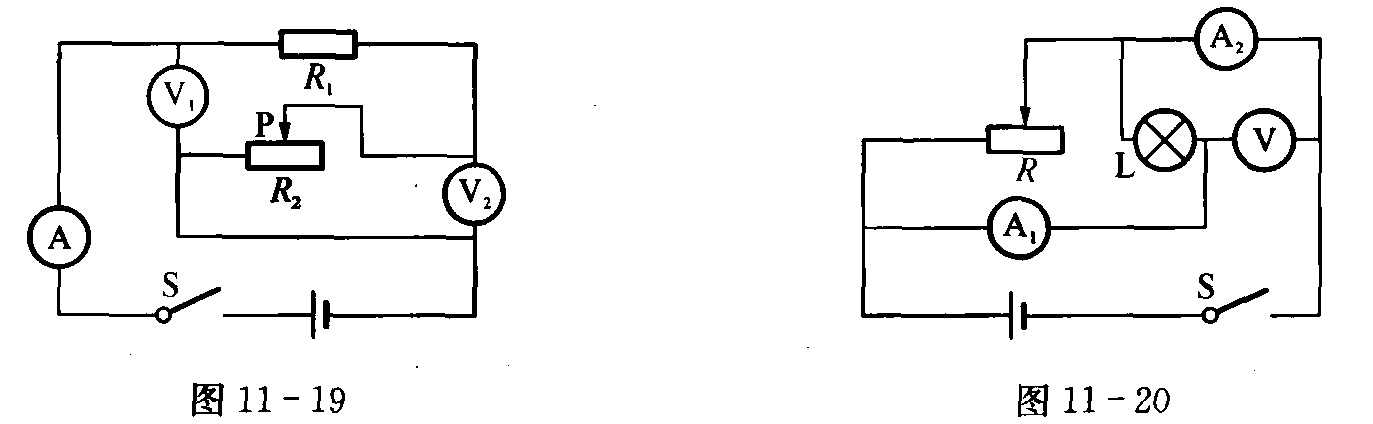 R₁
V₁
P
R₂
V₂
A
S
图 11-19
A₂
L
V
R
A₁
S
图 11-20